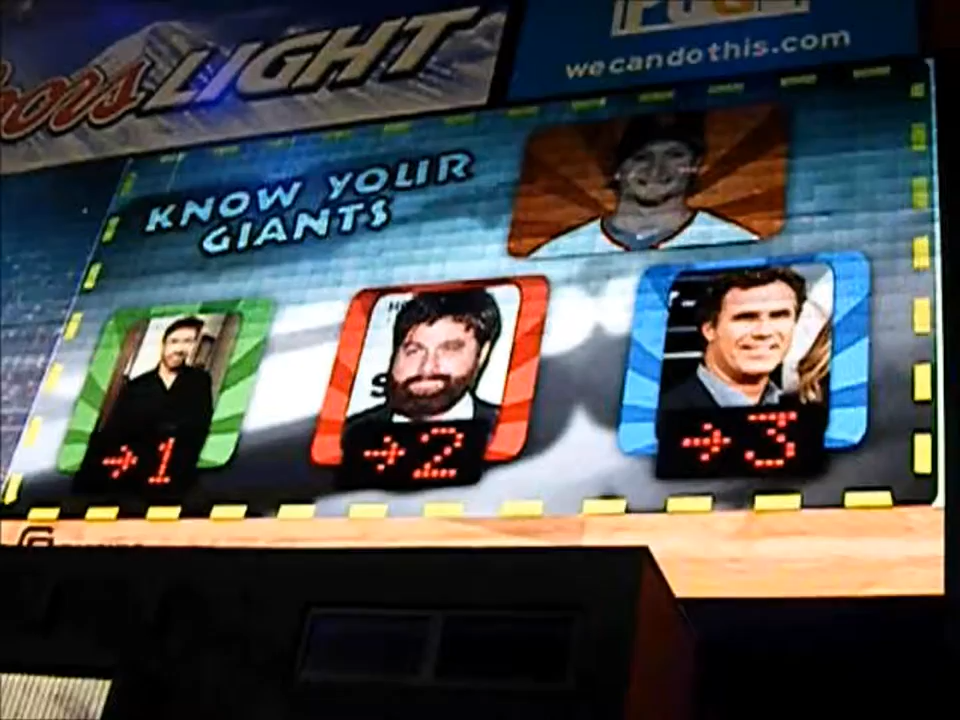 Coors LIGHT
wecandothis.com
KNOW YOUR
GIANTS
→1
→2
→3